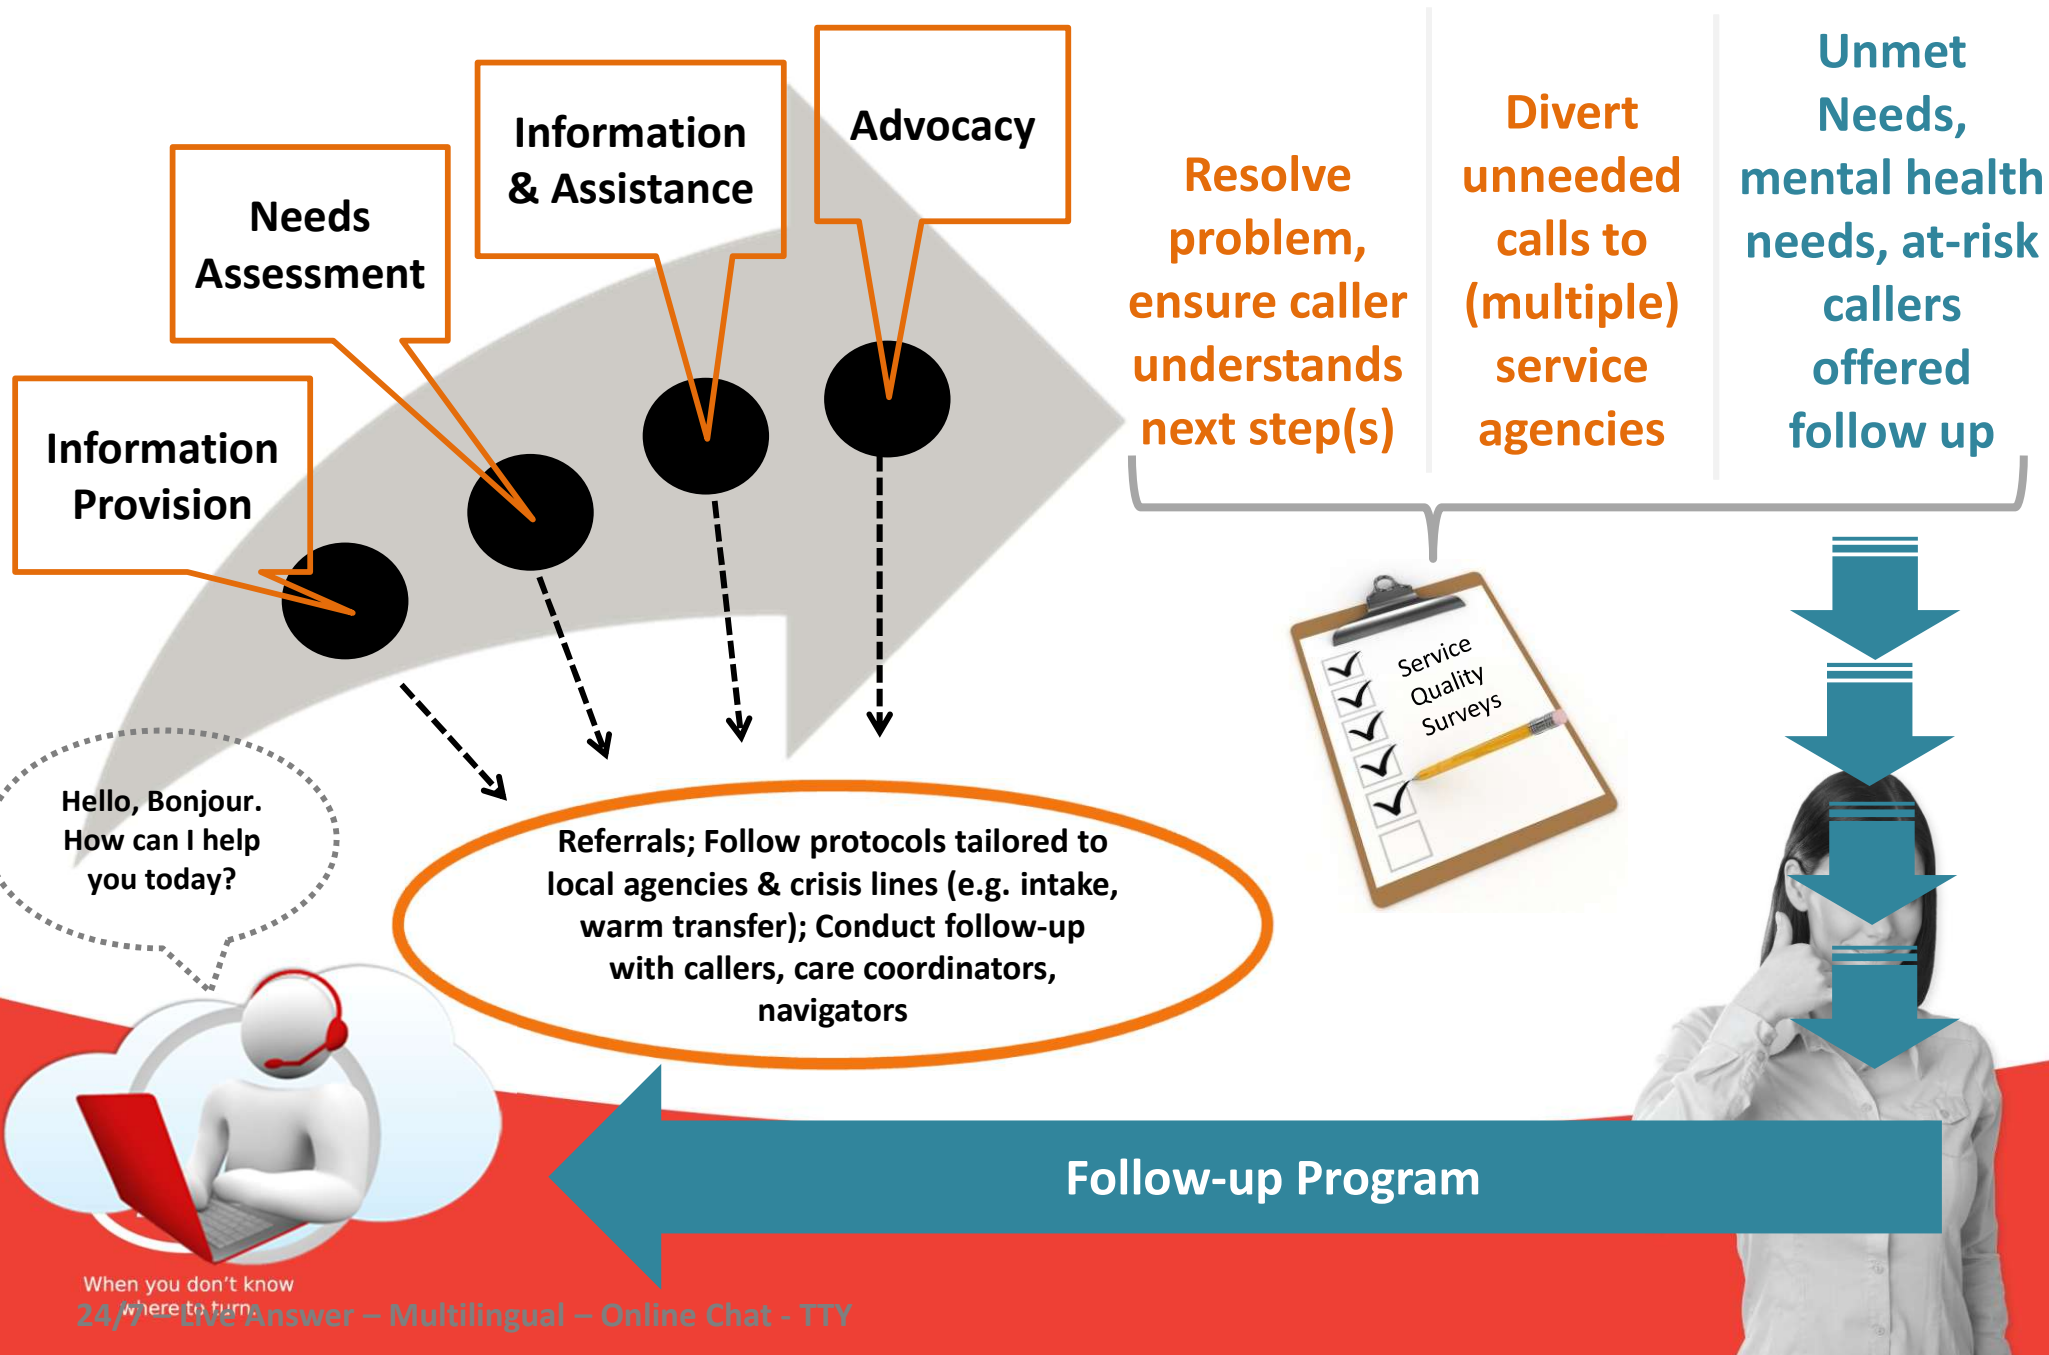 Information
Provision
Needs
Assessment
Information
& Assistance
Advocacy
Resolve
problem,
ensure caller
understands
next step(s)
Divert
unneeded
calls to
(multiple)
service
agencies
Unmet
Needs,
mental health
needs, at-risk
callers
offered
follow up
Service
Quality
Surveys
Hello, Bonjour.
How can I help
you today?
Referrals; Follow protocols tailored to
local agencies & crisis lines (e.g. intake,
warm transfer); Conduct follow-up
with callers, care coordinators,
navigators
Follow-up Program
When you don't know
where to turn.
24/7 – Live Answer – Multilingual – Online Chat - TTY